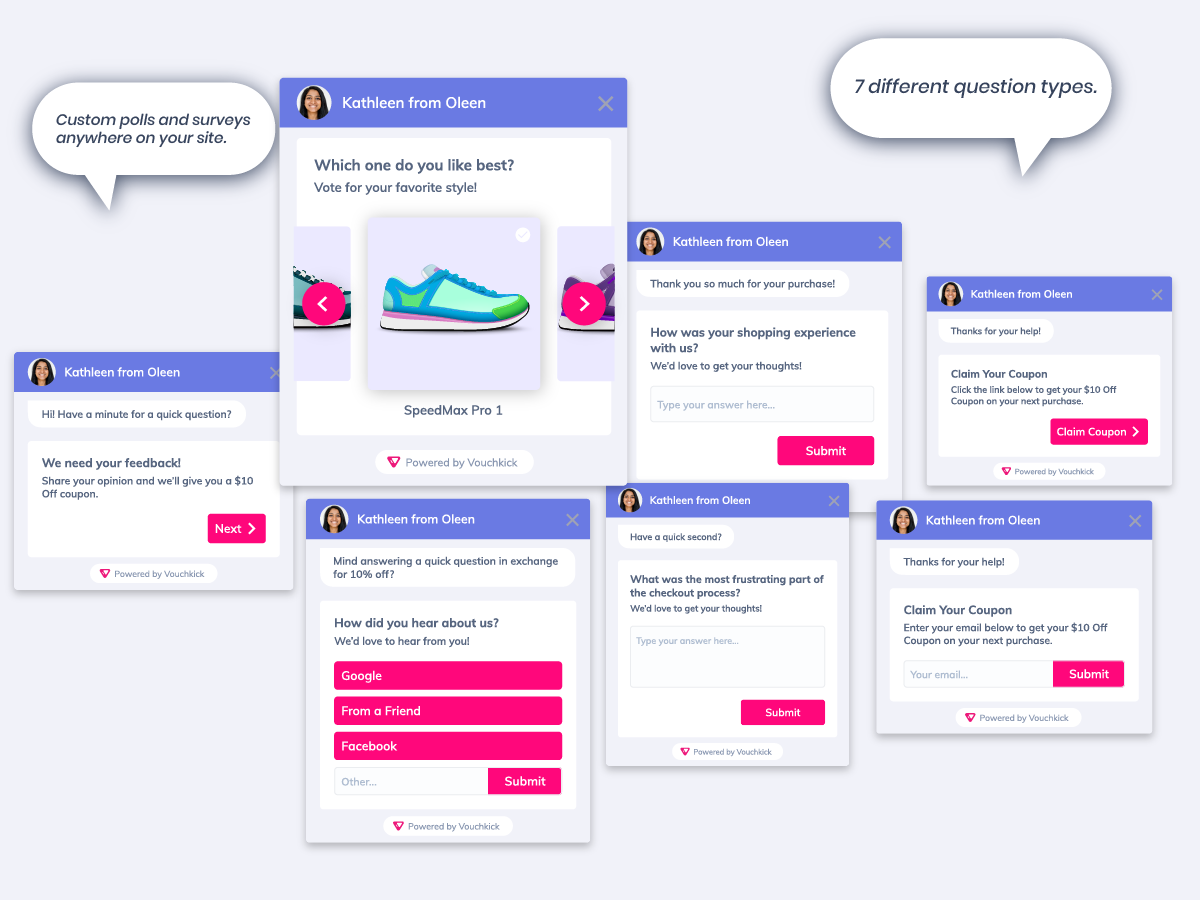 Custom polls and surveys
anywhere on your site.
7 different question types.
Kathleen from Oleen
Which one do you like best?
Vote for your favorite style!
SpeedMax Pro 1
Powered by Vouchkick
Kathleen from Oleen
Thank you so much for your purchase!
How was your shopping experience
with us?
We'd love to get your thoughts!
Type your answer here...
Submit
Kathleen from Oleen
Thanks for your help!
Claim Your Coupon
Click the link below to get your $10 Off
Coupon on your next purchase.
Claim Coupon
Powered by Vouchkick
Kathleen from Oleen
Hi! Have a minute for a quick question?
We need your feedback!
Share your opinion and we'll give you a $10
Off coupon.
Next
Powered by Vouchkick
Kathleen from Oleen
Mind answering a quick question in exchange
for 10% off?
How did you hear about us?
We'd love to hear from you!
Google
From a Friend
Facebook
Other...
Submit
Powered by Vouchkick
Kathleen from Oleen
Have a quick second?
What was the most frustrating part of
the checkout process?
We'd love to get your thoughts!
Type your answer here...
Submit
Powered by Vouchkick
Kathleen from Oleen
Thanks for your help!
Claim Your Coupon
Enter your email below to get your $10 Off
Coupon on your next purchase.
Your email...
Submit
Powered by Vouchkick